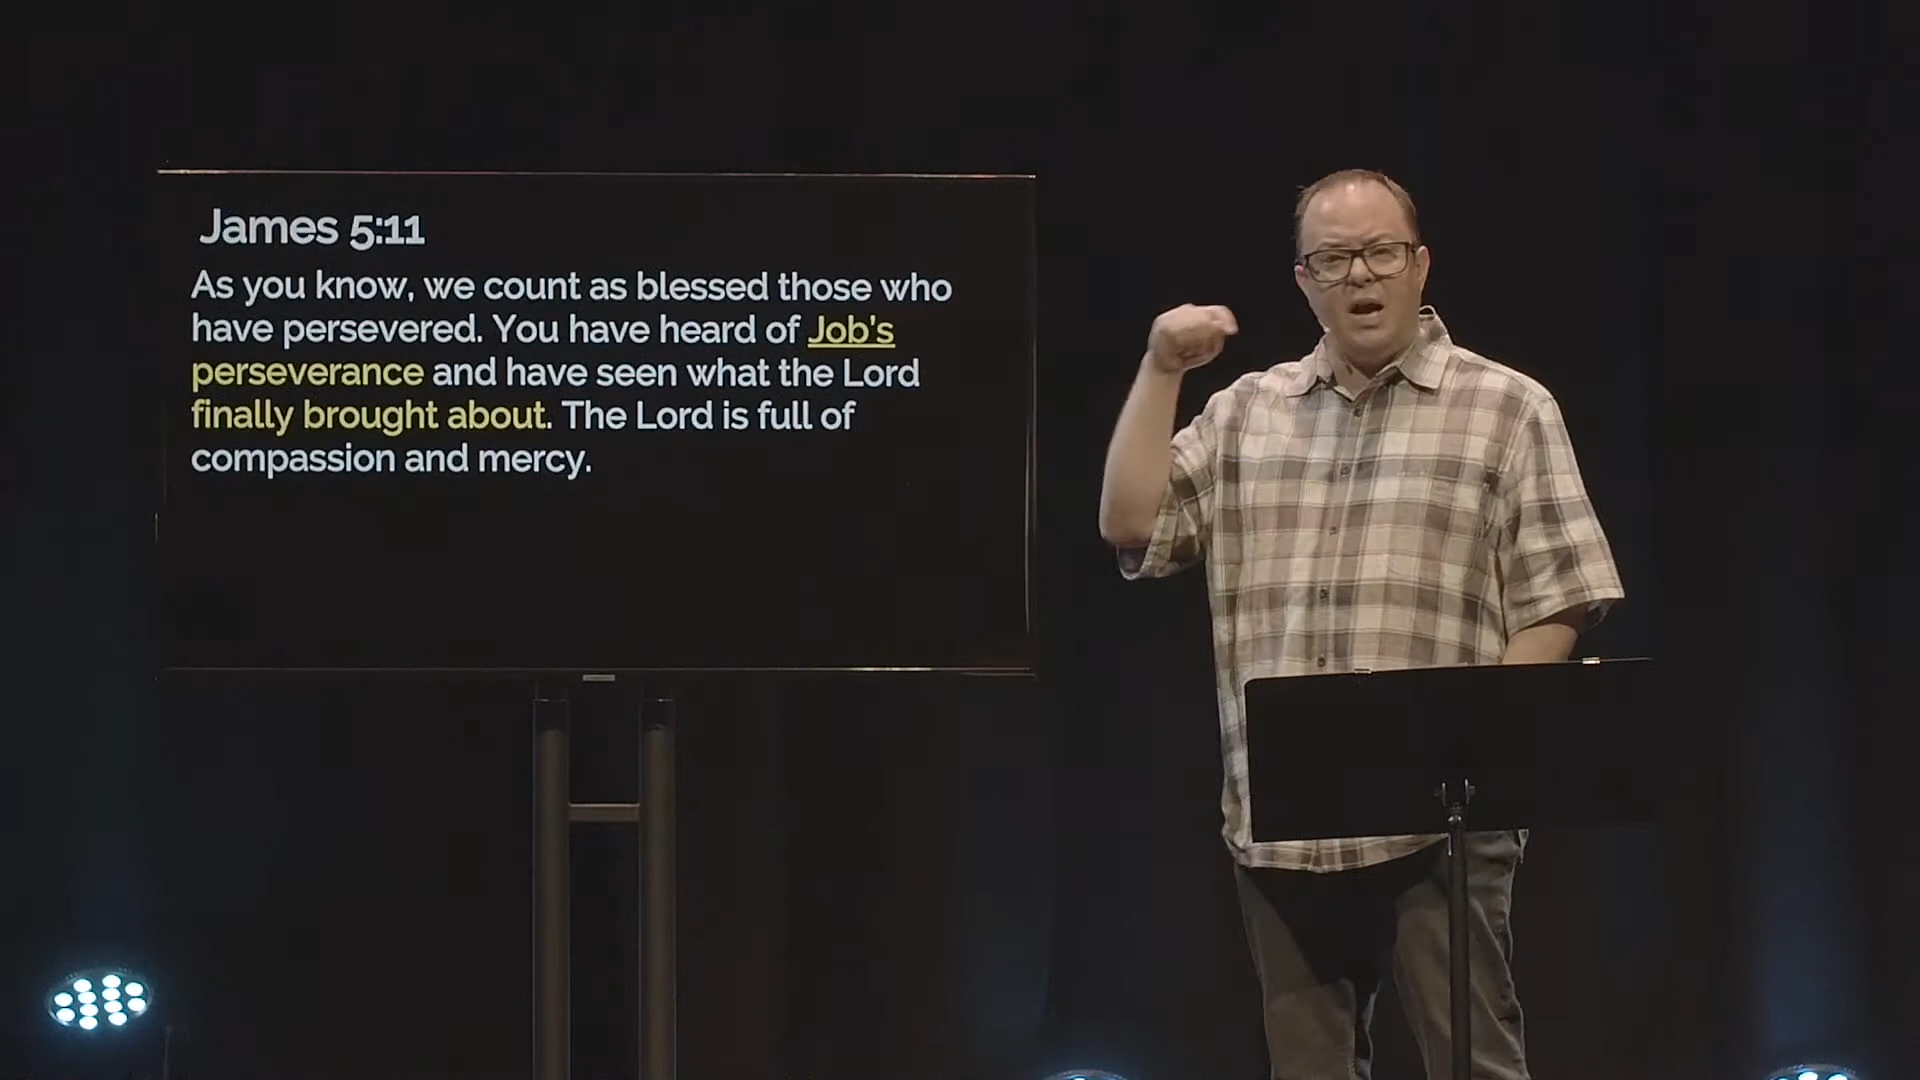 James 5:11
As you know, we count as blessed those who
have persevered. You have heard of Job's
perseverance and have seen what the Lord
finally brought about. The Lord is full of
compassion and mercy.